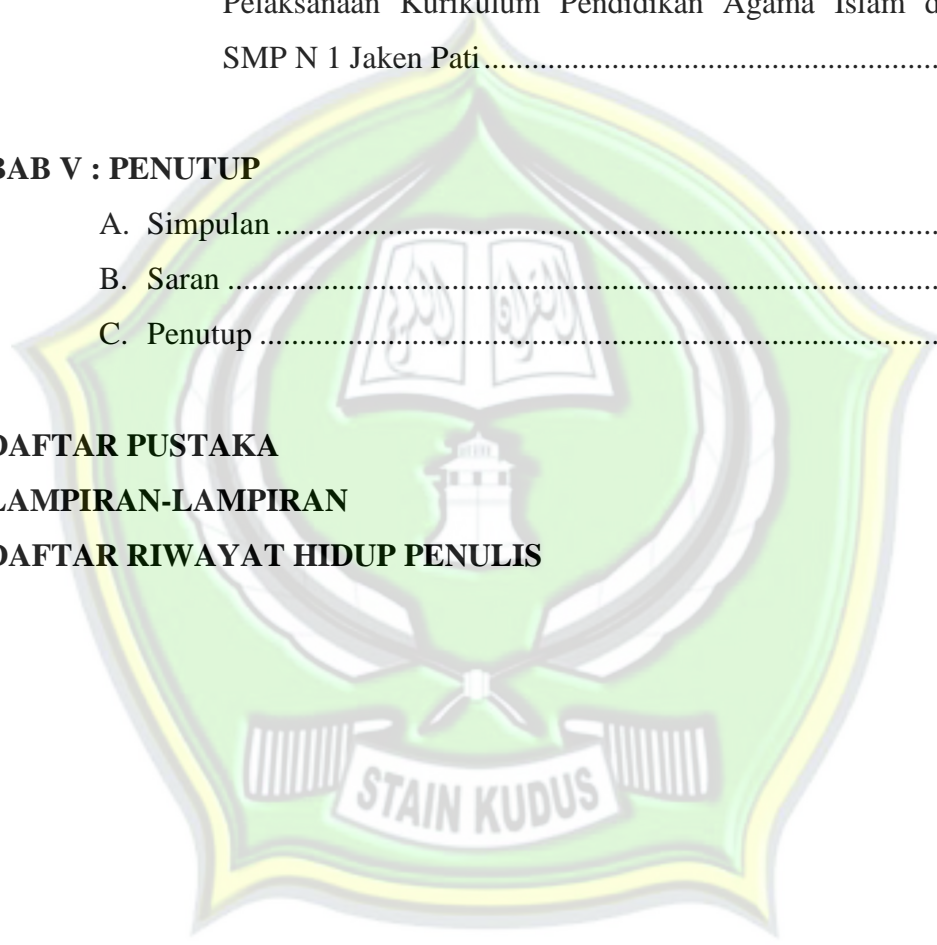 Pelaksanaan Kurikulum Pendidikan Agama Islam d
SMP N 1 Jaken Pati......................................................................
BAB V : PENUTUP
A. Simpulan ....................................................................................
B. Saran ..........................................................................................
C. Penutup ......................................................................................
DAFTAR PUSTAKA
LAMPIRAN-LAMPIRAN
DAFTAR RIWAYAT HIDUP PENULIS
STAIN KUDUS